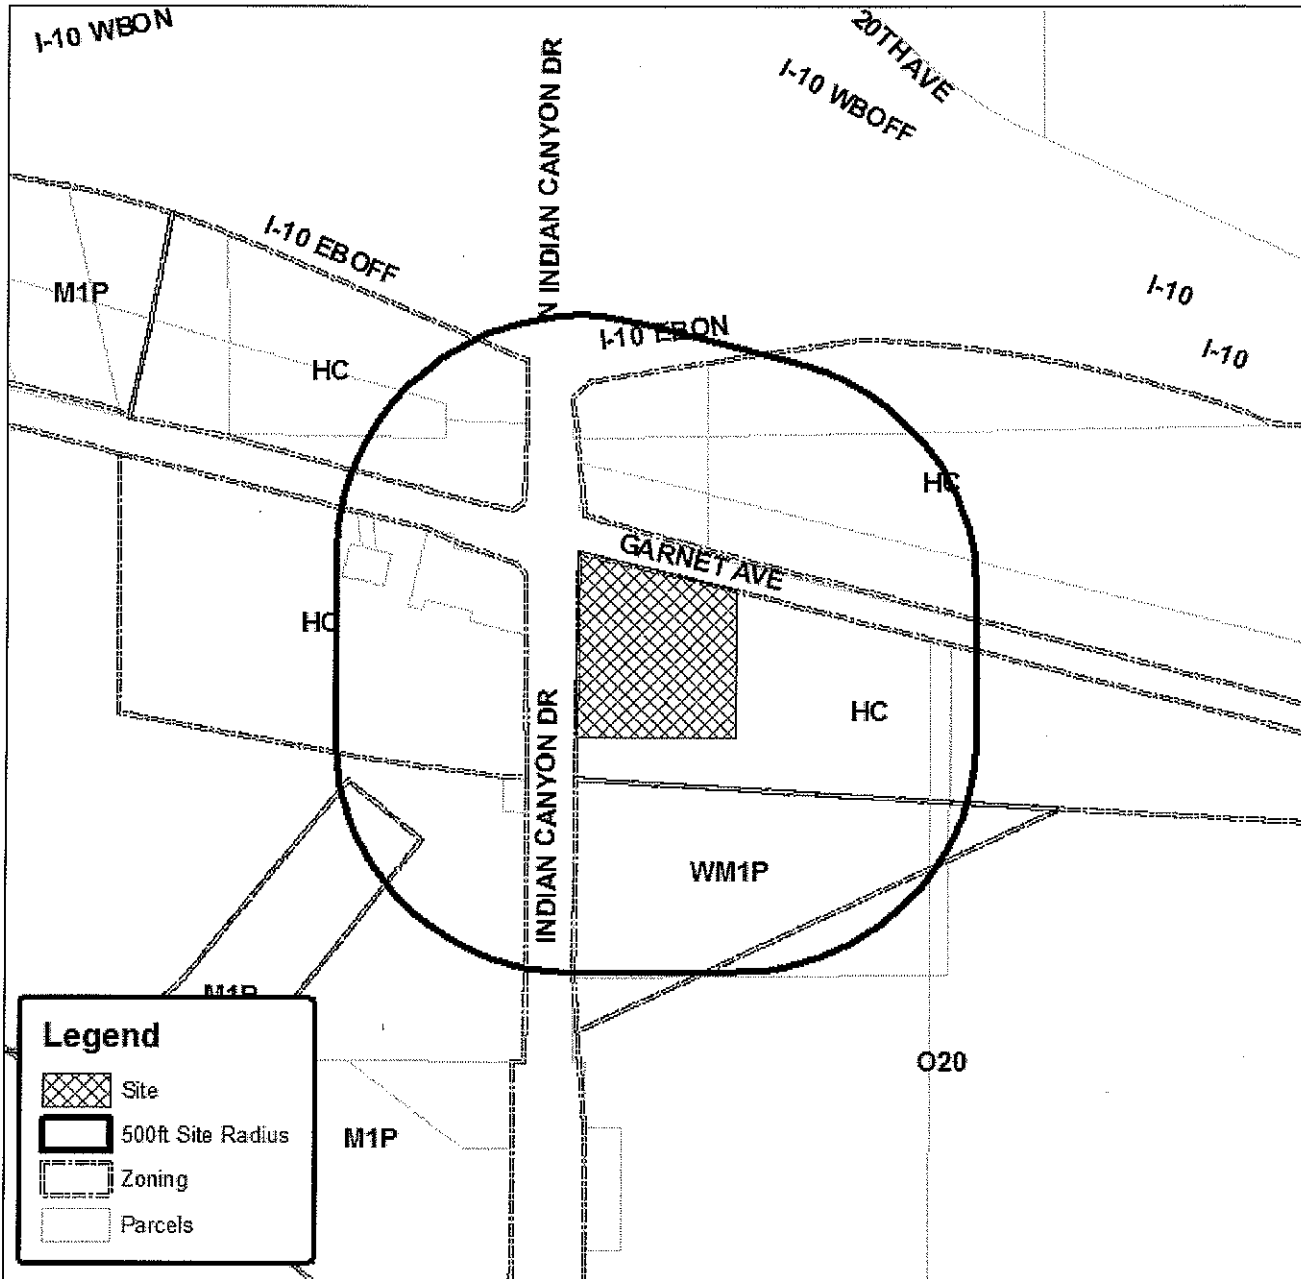 I-10 WBON
20TH AVE
I-10 WBOFF
N INDIAN CANYON DR
I-10 EBOFF
I-10
M1P
I-10 EBON
I-10
HC
HC
GARNET AVE
HC
HC
INDIAN CANYON DR
WM1P
M1P
Legend
Site
500ft Site Radius
Zoning
Parcels
O20
M1P